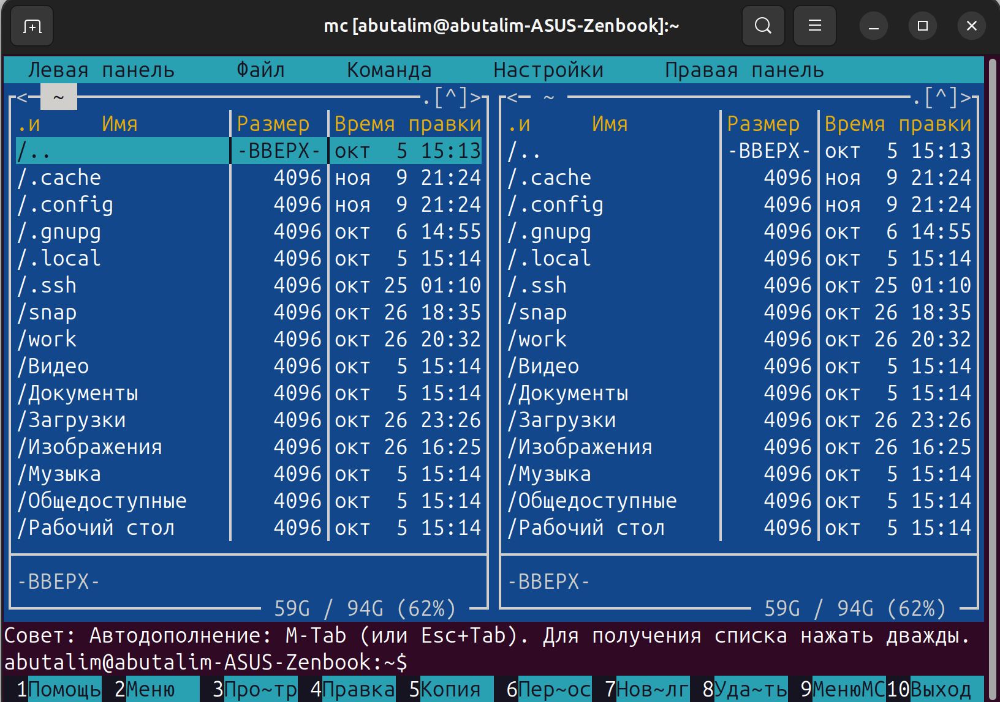 mc [abutalim@abutalim-ASUS-Zenbook]:~
Левая панель Файл Команда Настройки Правая панель
<─ ~ .[^]> <─ ~ .[^]>
.и Имя Размер Время правки .и Имя Размер Время правки
/.. -ВВЕРХ- окт 5 15:13 /.. -ВВЕРХ- окт 5 15:13
/.cache 4096 ноя 9 21:24 /.cache 4096 ноя 9 21:24
/.config 4096 ноя 9 21:24 /.config 4096 ноя 9 21:24
/.gnupg 4096 окт 6 14:55 /.gnupg 4096 окт 6 14:55
/.local 4096 окт 5 15:14 /.local 4096 окт 5 15:14
/.ssh 4096 окт 25 01:10 /.ssh 4096 окт 25 01:10
/snap 4096 окт 26 18:35 /snap 4096 окт 26 18:35
/work 4096 окт 26 20:32 /work 4096 окт 26 20:32
/Видео 4096 окт 5 15:14 /Видео 4096 окт 5 15:14
/Документы 4096 окт 5 15:14 /Документы 4096 окт 5 15:14
/Загрузки 4096 окт 26 23:26 /Загрузки 4096 окт 26 23:26
/Изображения 4096 окт 26 16:25 /Изображения 4096 окт 26 16:25
/Музыка 4096 окт 5 15:14 /Музыка 4096 окт 5 15:14
/Общедоступные 4096 окт 5 15:14 /Общедоступные 4096 окт 5 15:14
/Рабочий стол 4096 окт 5 15:14 /Рабочий стол 4096 окт 5 15:14
-ВВЕРХ- -ВВЕРХ-
59G / 94G (62%) 59G / 94G (62%)
Совет: Автодополнение: M-Tab (или Esc+Tab). Для получения списка нажать дважды.
abutalim@abutalim-ASUS-Zenbook:~$
1Помощь 2Меню 3Про~тр 4Правка 5Копия 6Пер~ос 7Нов~лг 8Уда~ть 9МенюМС 10Выход